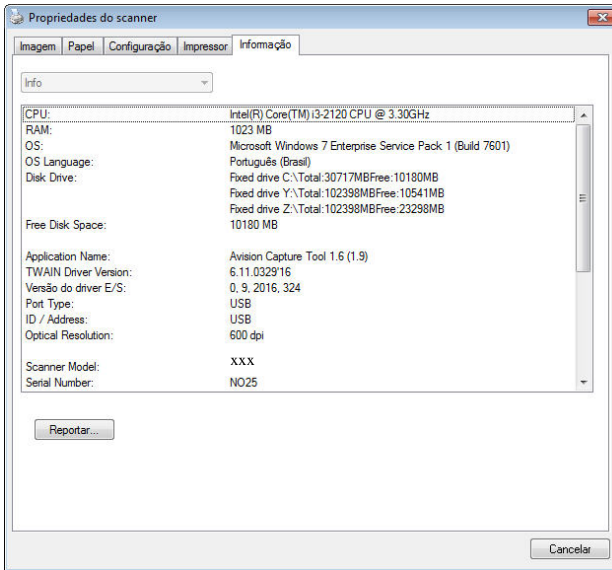 Propriedades do scanner
Imagem Papel Configuração Impressor Informação
Info
CPU: Intel(R) Core(TM) i3-2120 CPU @ 3.30GHz
RAM: 1023 MB
OS: Microsoft Windows 7 Enterprise Service Pack 1 (Build 7601)
OS Language: Português (Brasil)
Disk Drive: Fixed drive C:\Total:30717MBFree:10180MB
Fixed drive Y:\Total:102398MBFree:10541MB
Fixed drive Z:\Total:102398MBFree:23298MB
Free Disk Space: 10180 MB
Application Name: Avision Capture Tool 1.6 (1.9)
TWAIN Driver Version: 6.11.0329'16
Versão do driver E/S: 0, 9, 2016, 324
Port Type: USB
ID / Address: USB
Optical Resolution: 600 dpi
Scanner Model: xxx
Serial Number: NO25
Reportar...
Cancelar